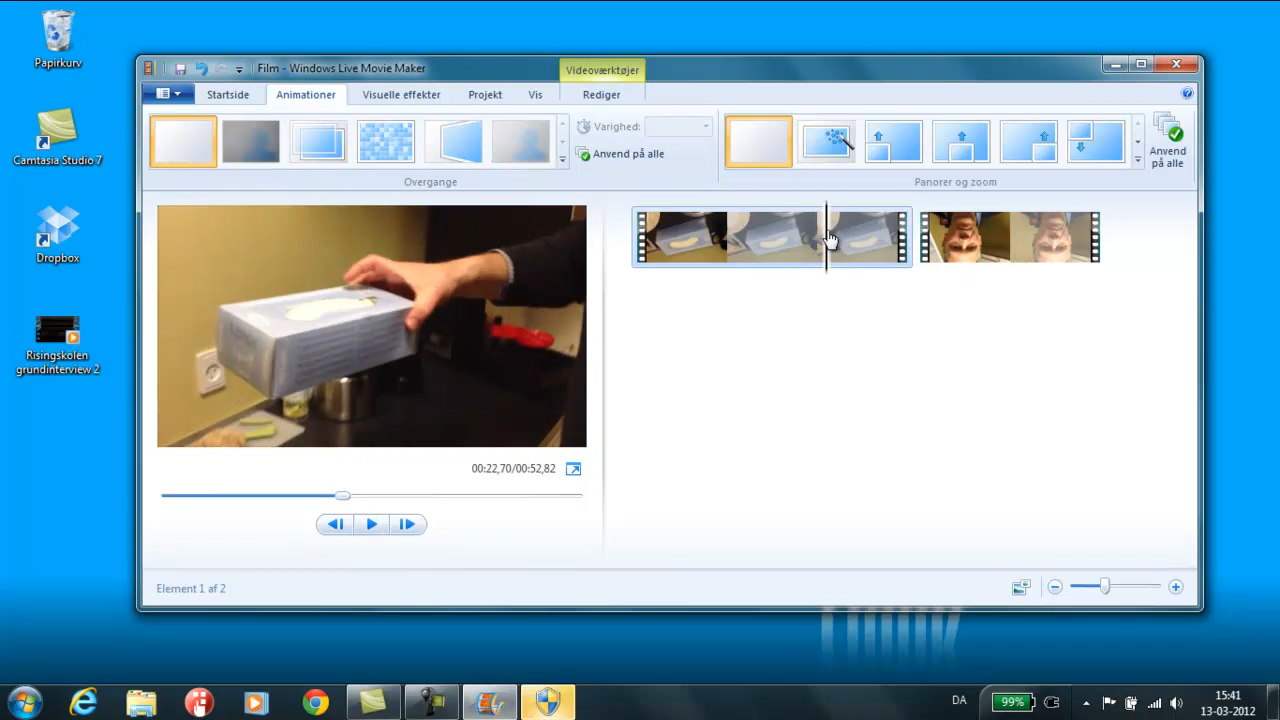 Papirkurv
Camtasia Studio 7
Dropbox
Risingskolen
grundinterview 2
Film - Windows Live Movie Maker
Videoværktøjer
Startside
Animationer
Visuelle effekter
Projekt
Vis
Rediger
Varighed:
Anvend på alle
Overgange
Anvend
på alle
Panorer og zoom
00:22,70/00:52,82
Element 1 af 2
DA
99%
15:41
13-03-2012